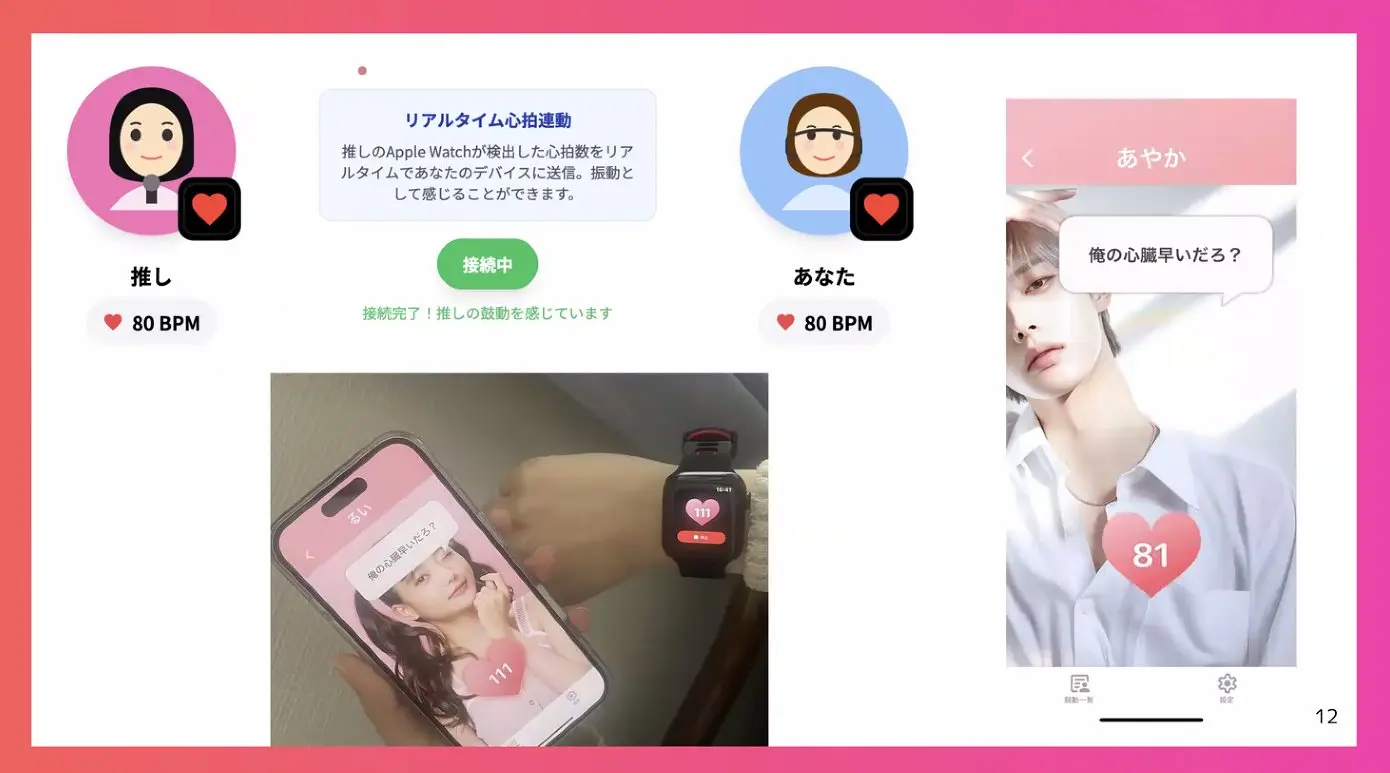 リアルタイム心拍連動
推しのApple Watchが検出した心拍数をリア
ルタイムであなたのデバイスに送信。振動と
して感じることができます。
接続中
接続完了！推しの鼓動を感じています
推し
80 BPM
あなた
80 BPM
あやか
俺の心臓早いだろ？
81
設定
るい
俺の心臓早いだろ？
111
16:41
111
12